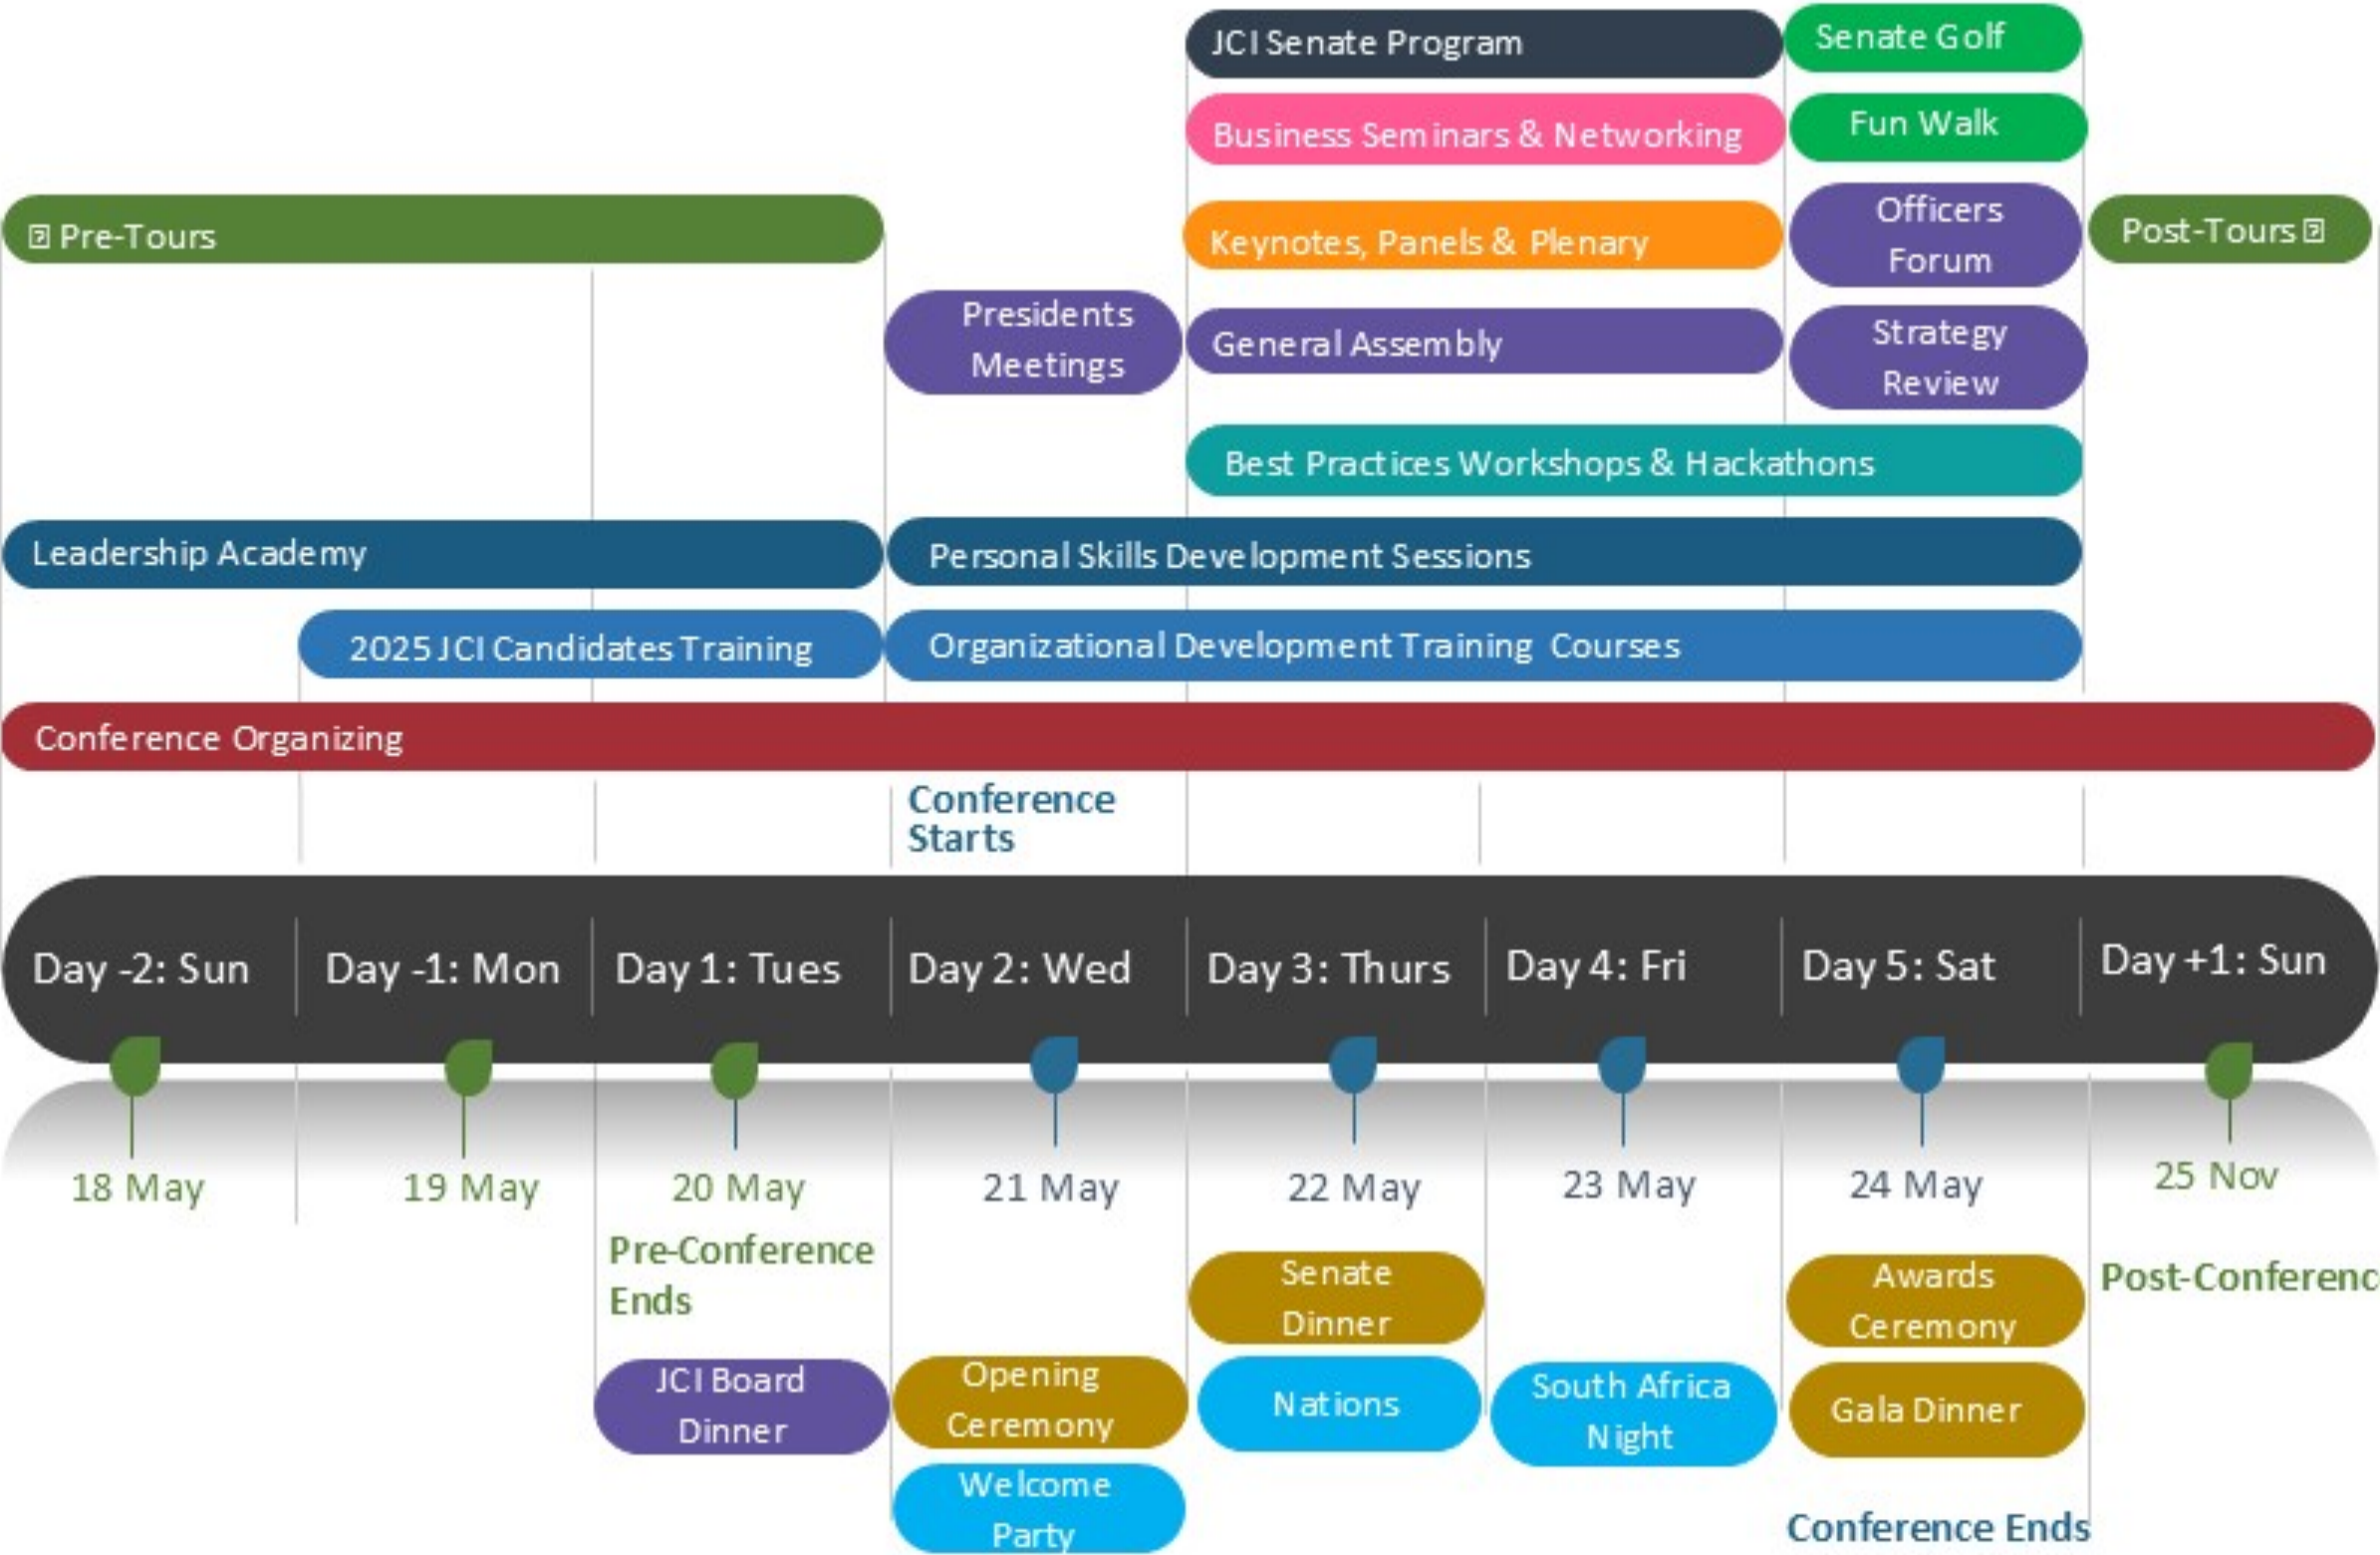 JCI Senate Program
Senate Golf
Business Seminars & Networking
Fun Walk
Pre-Tours
Keynotes, Panels & Plenary
Officers
Forum
Post-Tours
Presidents
Meetings
General Assembly
Strategy
Review
Best Practices Workshops & Hackathons
Leadership Academy
Personal Skills Development Sessions
2025 JCI Candidates Training
Organizational Development Training Courses
Conference Organizing
Conference
Starts
Day -2: Sun
Day -1: Mon
Day 1: Tues
Day 2: Wed
Day 3: Thurs
Day 4: Fri
Day 5: Sat
Day +1: Sun
18 May
19 May
20 May
21 May
22 May
23 May
24 May
25 Nov
Pre-Conference
Ends
Senate
Dinner
Awards
Ceremony
Post-Conferenc
JCI Board
Dinner
Opening
Ceremony
Nations
South Africa
Night
Gala Dinner
Welcome
Party
Conference Ends